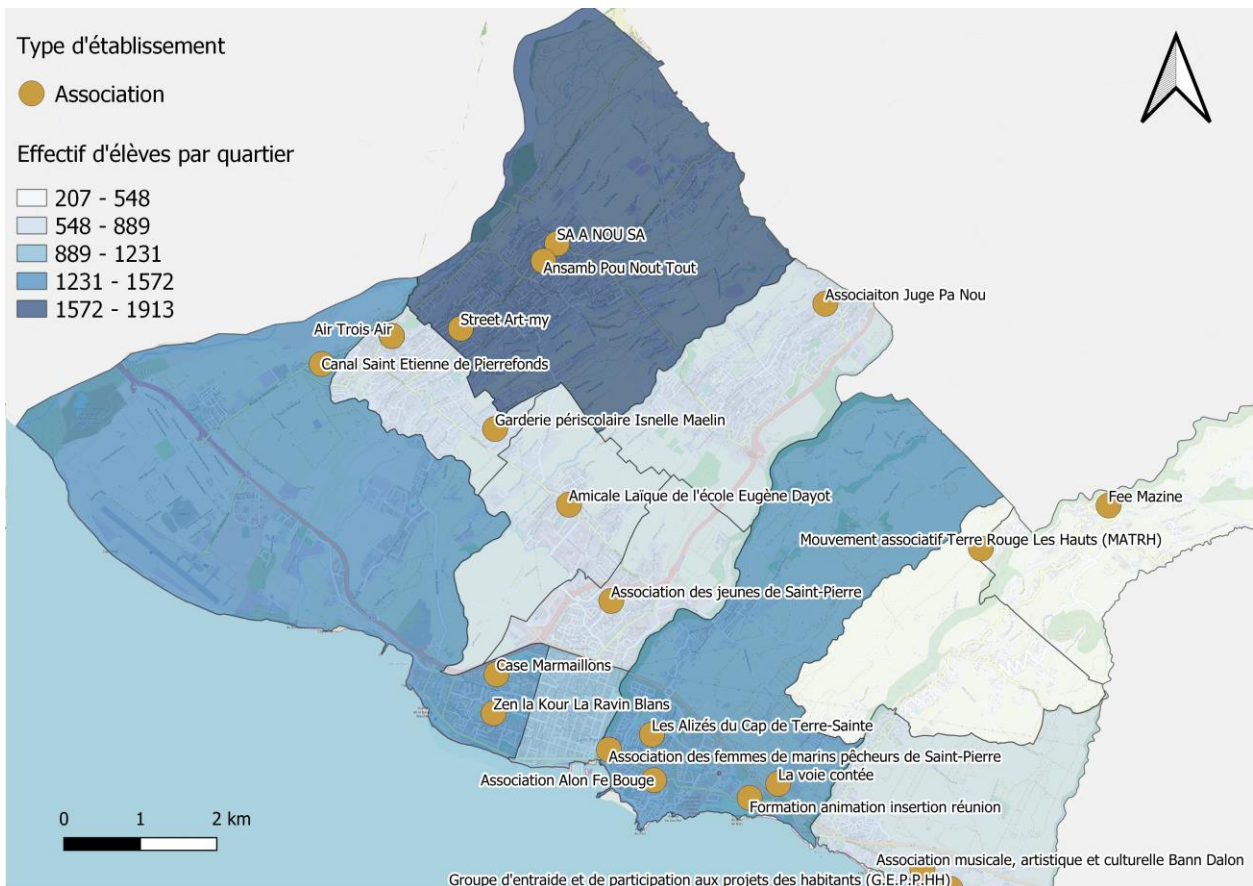 Type d'établissement
Association
Effectif d'élèves par quartier
207 - 548
548 - 889
889 - 1231
1231 - 1572
1572 - 1913
SA A NOU SA
Ansamb Pou Nout Tout
Associaiton Juge Pa Nou
Street Art-my
Air Trois Air
Canal Saint Etienne de Pierrefonds
Garderie périscolaire Isnelle Maelin
Amicale Laïque de l'école Eugène Dayot
Fee Mazine
Mouvement associatif Terre Rouge Les Hauts (MATRH)
Association des jeunes de Saint-Pierre
Case Marmaillons
Zen la Kour La Ravin Blans
Les Alizés du Cap de Terre-Sainte
Association des femmes de marins pêcheurs de Saint-Pierre
Association Alon Fe Bouge
La voie contée
Formation animation insertion réunion
0 1 2 km
Association musicale, artistique et culturelle Bann Dalon
Groupe d'entraide et de participation aux projets des habitants (G.E.P.P.HH)